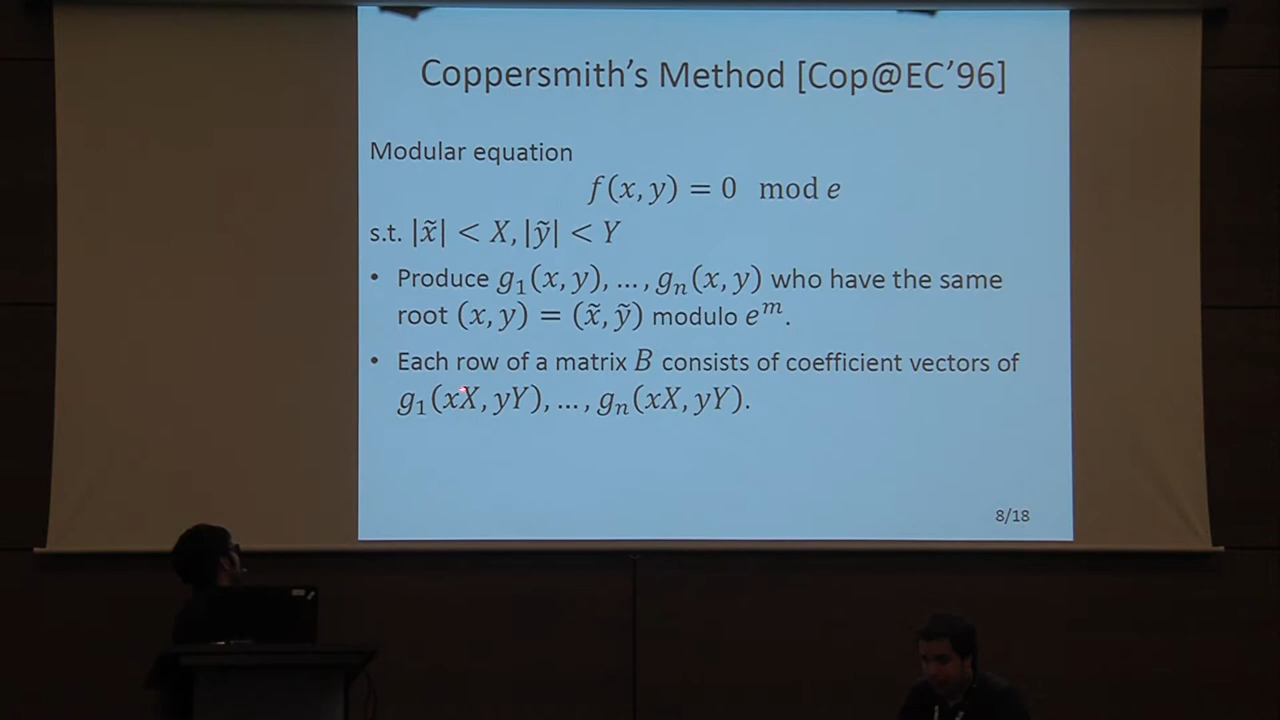 Coppersmith's Method [Cop@EC'96]
Modular equation
f(x, y) = 0 mod e
s.t. |x̃| < X, |ỹ| < Y
• Produce g₁(x, y), … , gₙ(x, y) who have the same
root (x, y) = (x̃, ỹ) modulo eᵐ.
• Each row of a matrix B consists of coefficient vectors of
g₁(xX, yY), … , gₙ(xX, yY).
8/18